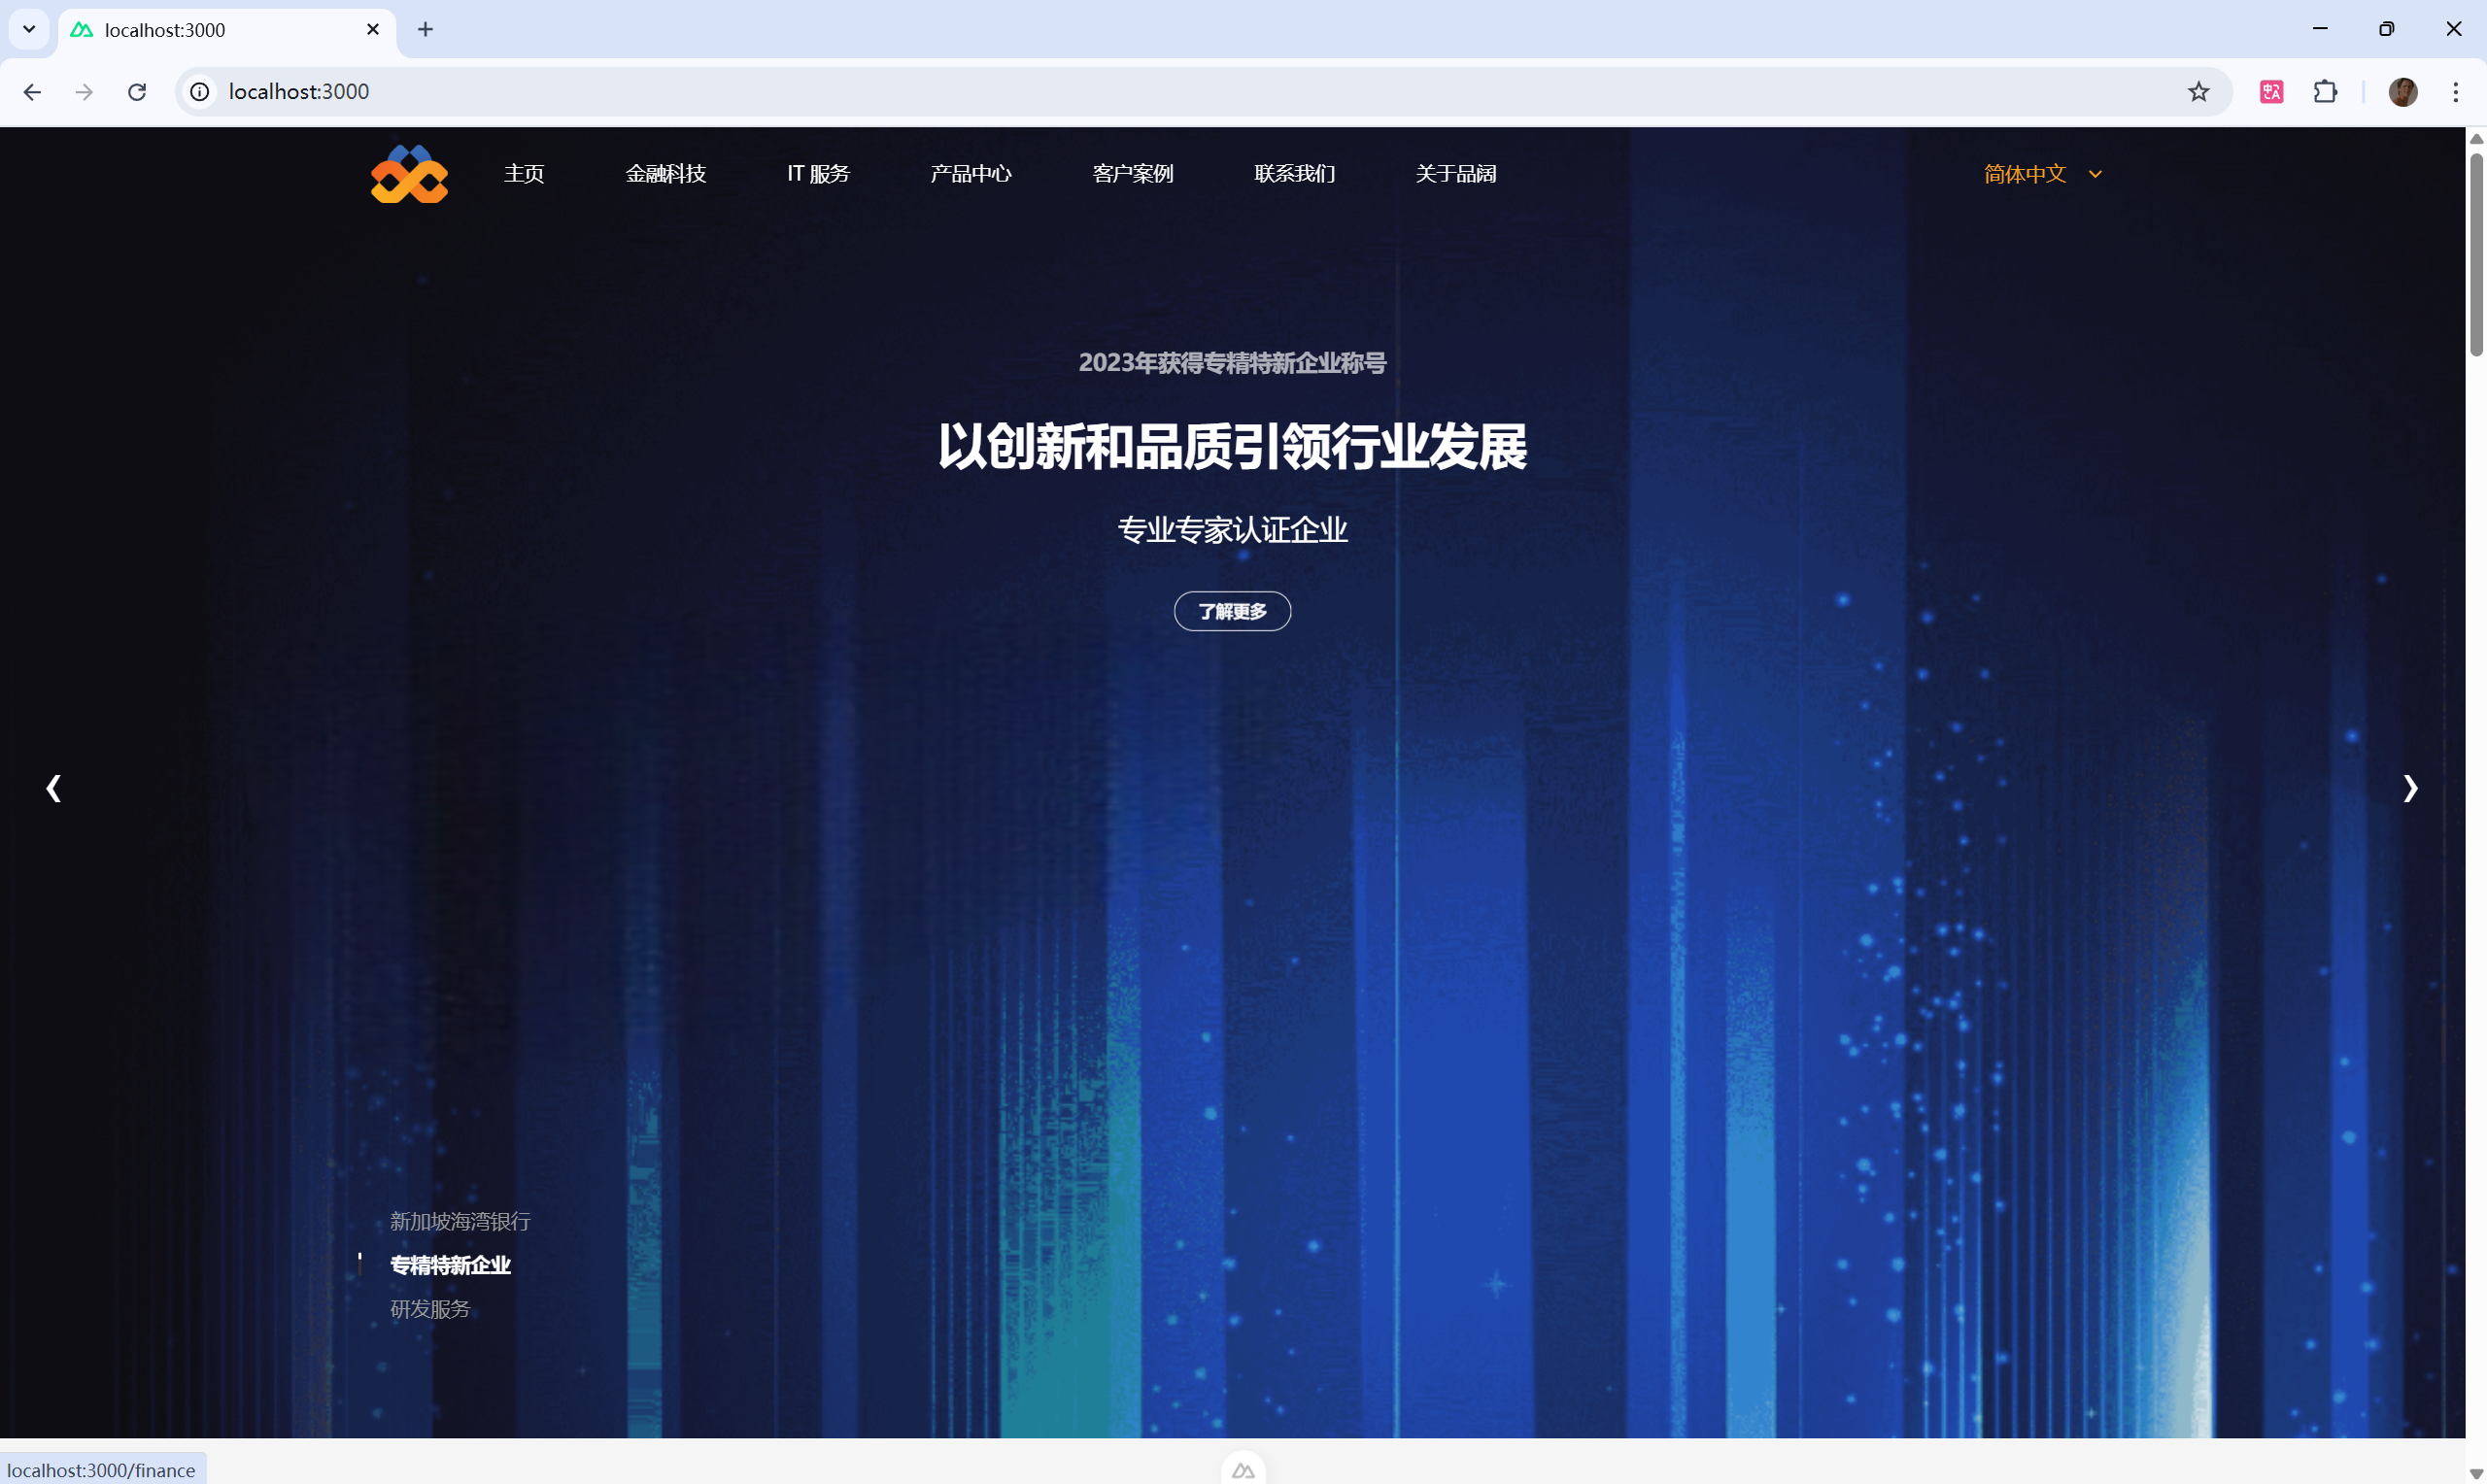 localhost:3000
localhost:3000
主页 金融科技 IT 服务 产品中心 客户案例 联系我们 关于品阔 简体中文
2023年获得专精特新企业称号
以创新和品质引领行业发展
专业专家认证企业
了解更多
新加坡海湾银行
专精特新企业
研发服务
localhost:3000/finance